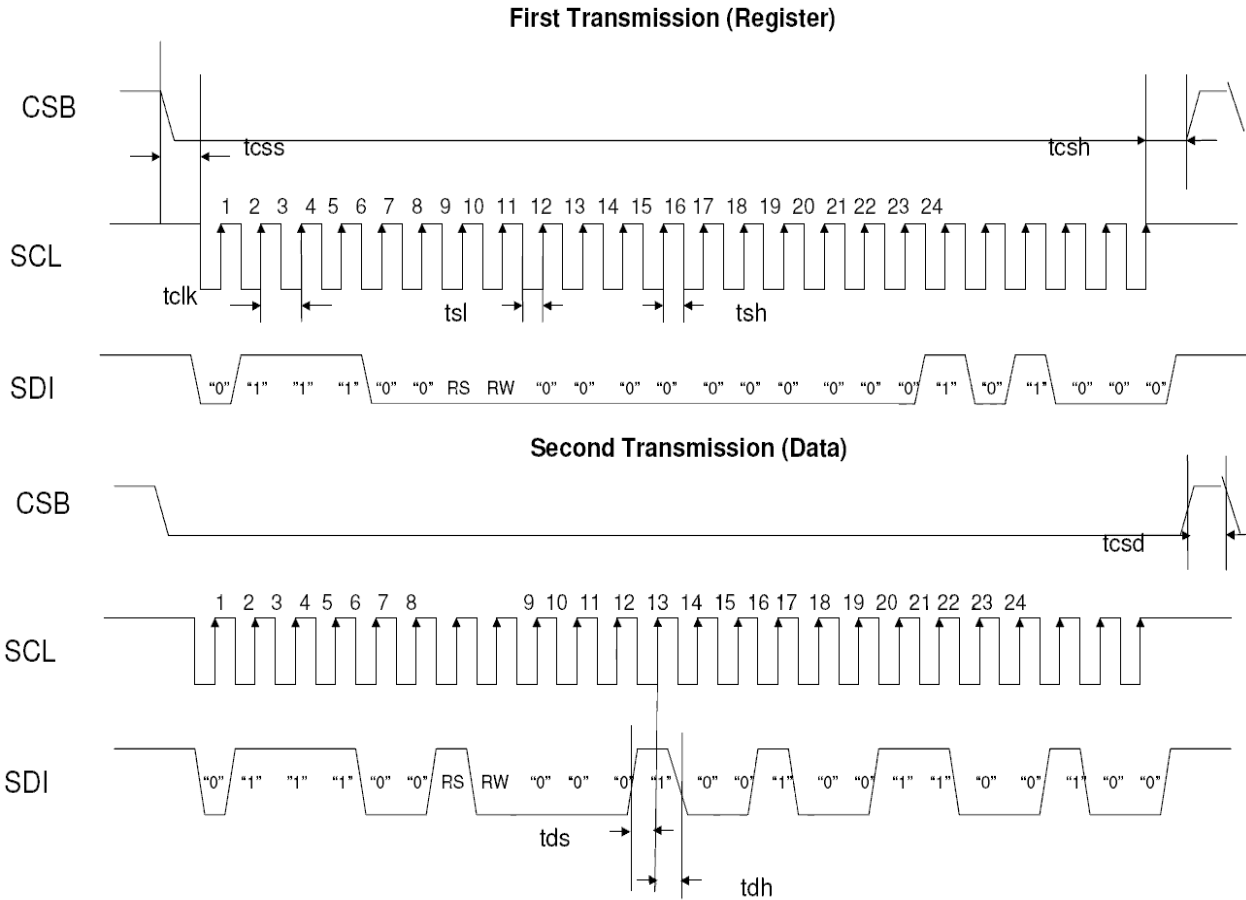 First Transmission (Register)
CSB
tcss
tcsh
1 2 3 4 5 6 7 8 9 10 11 12 13 14 15 16 17 18 19 20 21 22 23 24
SCL
tclk
tsl
tsh
SDI
“0” “1” ”1” “1” “0” “0” RS RW “0” “0” “0” “0” “0” “0” “0” “0” “0” “0” “1” “0” “1” “0” “0” “0”
Second Transmission (Data)
CSB
tcsd
1 2 3 4 5 6 7 8 9 10 11 12 13 14 15 16 17 18 19 20 21 22 23 24
SCL
SDI
“0” “1” ”1” “1” “0” “0” RS RW “0” “0” “0” “1” “0” “0” “1” “0” “0” “1” “1” “0” “0” “1” “0” “0”
tds
tdh